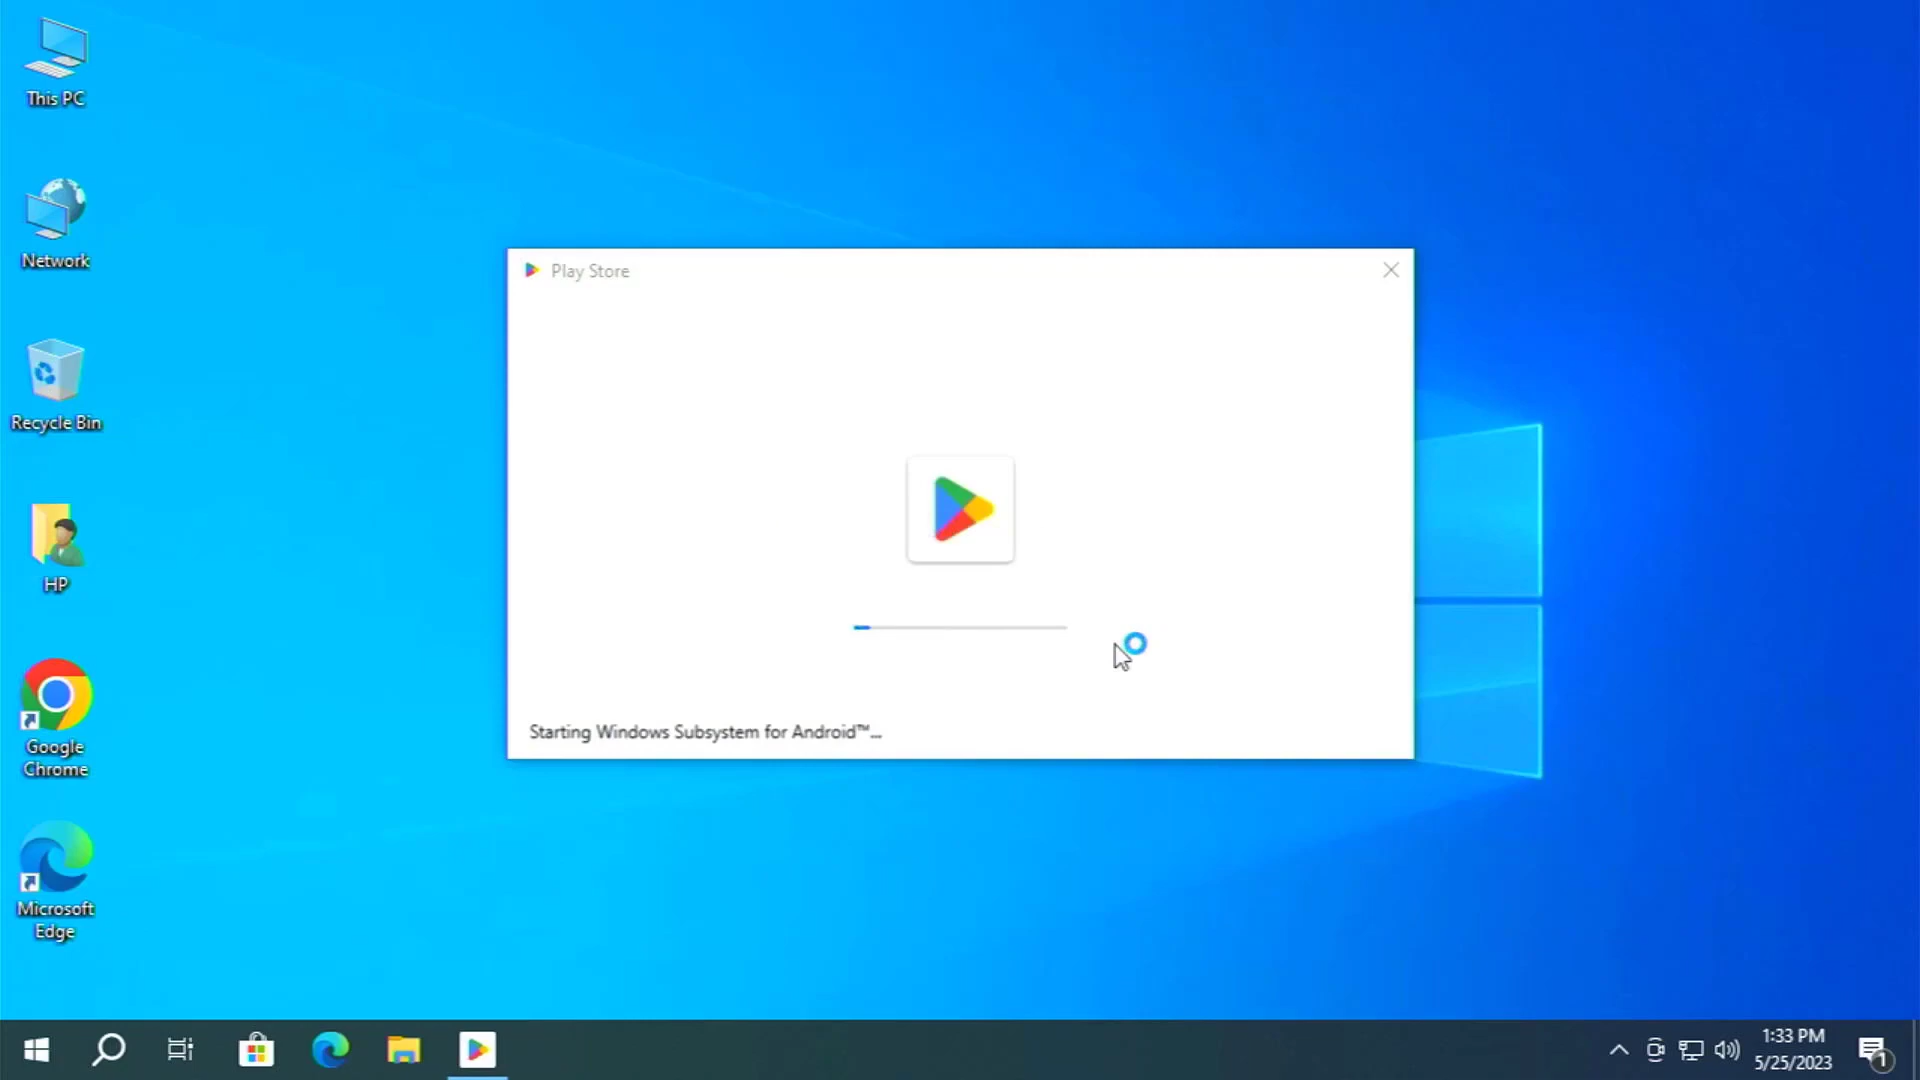 This PC
Network
Recycle Bin
HP
Google
Chrome
Microsoft
Edge
Play Store
Starting Windows Subsystem for Android™...
1:33 PM
5/25/2023
1